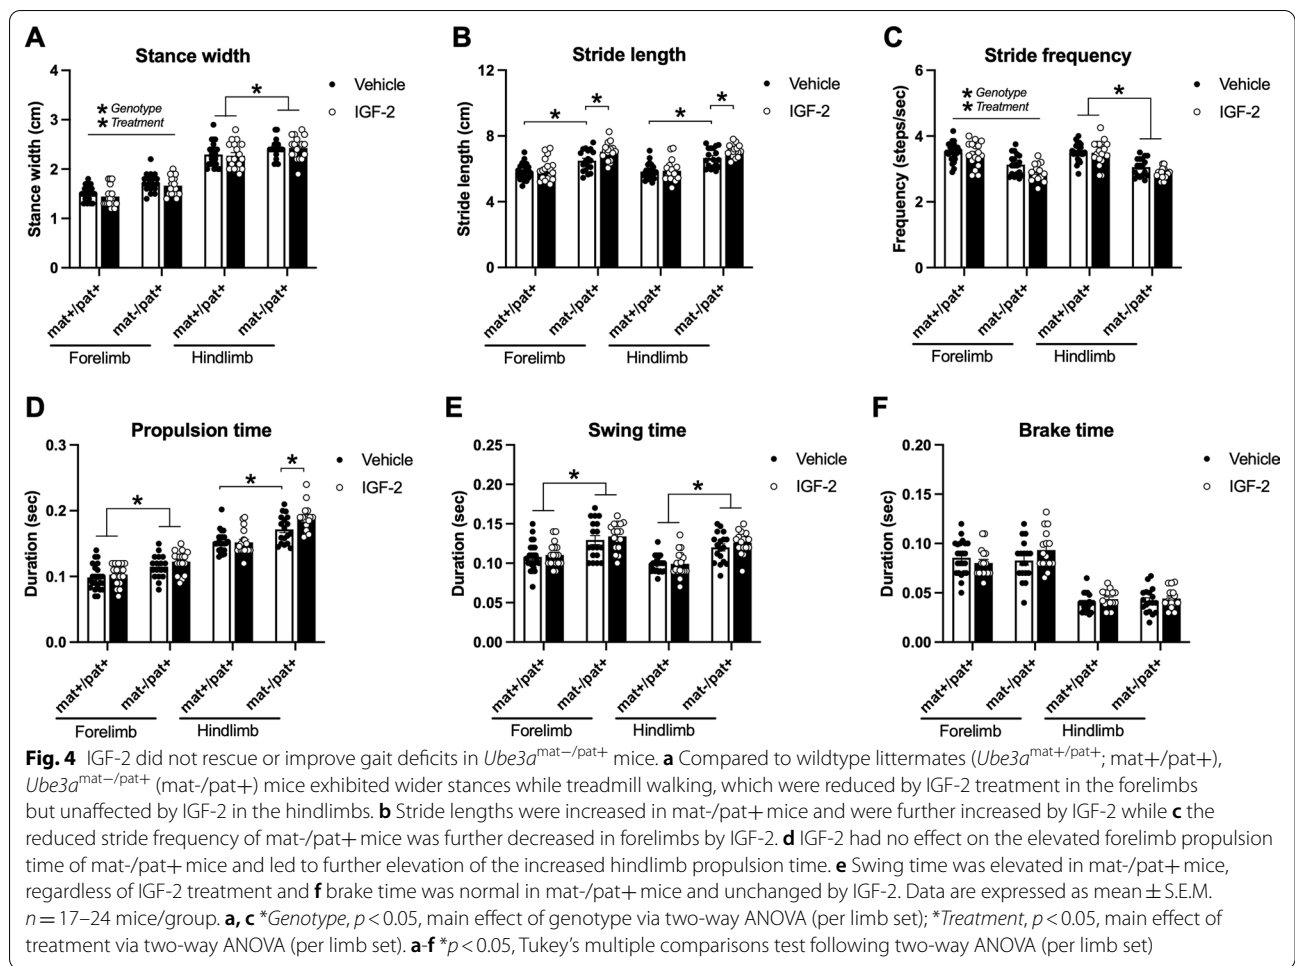 A
Stance width
Stance width (cm)
4
3
2
1
0
* Genotype
* Treatment
*
Vehicle
IGF-2
mat+/pat+
mat-/pat+
mat+/pat+
mat-/pat+
Forelimb
Hindlimb
B
Stride length
Stride length (cm)
12
8
4
0
*
*
*
*
Vehicle
IGF-2
mat+/pat+
mat-/pat+
mat+/pat+
mat-/pat+
Forelimb
Hindlimb
C
Stride frequency
Frequency (steps/sec)
6
4
2
0
* Genotype
* Treatment
*
Vehicle
IGF-2
mat+/pat+
mat-/pat+
mat+/pat+
mat-/pat+
Forelimb
Hindlimb
D
Propulsion time
Duration (sec)
0.3
0.2
0.1
0.0
*
*
*
Vehicle
IGF-2
mat+/pat+
mat-/pat+
mat+/pat+
mat-/pat+
Forelimb
Hindlimb
E
Swing time
Duration (sec)
0.25
0.20
0.15
0.10
0.05
0.00
*
*
Vehicle
IGF-2
mat+/pat+
mat-/pat+
mat+/pat+
mat-/pat+
Forelimb
Hindlimb
F
Brake time
Duration (sec)
0.20
0.15
0.10
0.05
0.00
Vehicle
IGF-2
mat+/pat+
mat-/pat+
mat+/pat+
mat-/pat+
Forelimb
Hindlimb
Fig. 4 IGF-2 did not rescue or improve gait deficits in Ube3a^mat−/pat+ mice. a Compared to wildtype littermates (Ube3a^mat+/pat+; mat+/pat+),
Ube3a^mat−/pat+ (mat-/pat+) mice exhibited wider stances while treadmill walking, which were reduced by IGF-2 treatment in the forelimbs
but unaffected by IGF-2 in the hindlimbs. b Stride lengths were increased in mat-/pat+ mice and were further increased by IGF-2 while c the
reduced stride frequency of mat-/pat+ mice was further decreased in forelimbs by IGF-2. d IGF-2 had no effect on the elevated forelimb propulsion
time of mat-/pat+ mice and led to further elevation of the increased hindlimb propulsion time. e Swing time was elevated in mat-/pat+ mice,
regardless of IGF-2 treatment and f brake time was normal in mat-/pat+ mice and unchanged by IGF-2. Data are expressed as mean ± S.E.M.
n = 17–24 mice/group. a, c *Genotype, p < 0.05, main effect of genotype via two-way ANOVA (per limb set); *Treatment, p < 0.05, main effect of
treatment via two-way ANOVA (per limb set). a-f *p < 0.05, Tukey's multiple comparisons test following two-way ANOVA (per limb set)